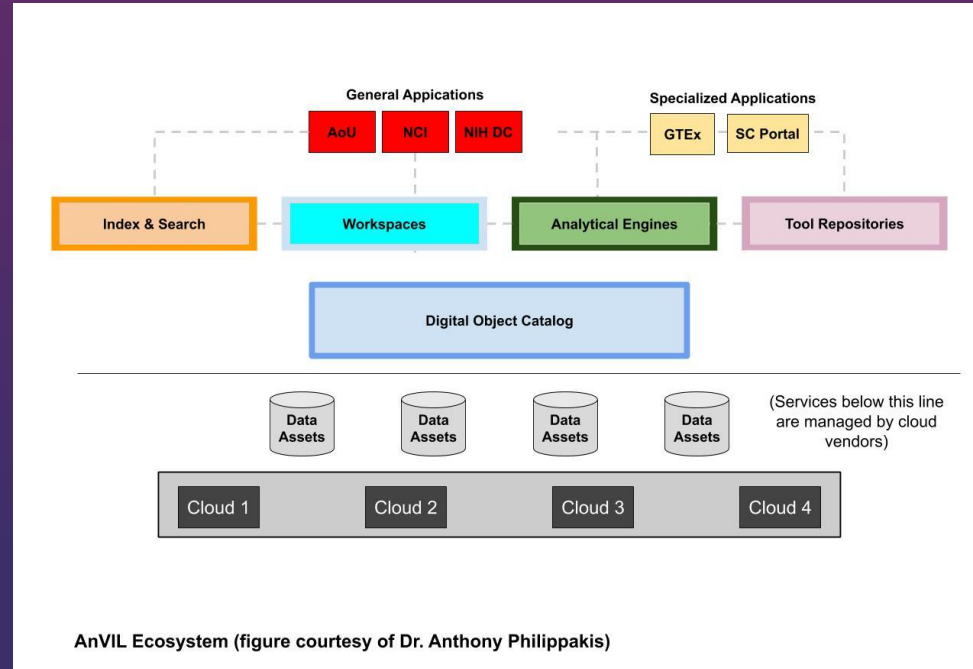 General Appications
Specialized Applications
AoU
NCI
NIH DC
GTEx
SC Portal
Index & Search
Workspaces
Analytical Engines
Tool Repositories
Digital Object Catalog
Data
Assets
Data
Assets
Data
Assets
Data
Assets
(Services below this line
are managed by cloud
vendors)
Cloud 1
Cloud 2
Cloud 3
Cloud 4
AnVIL Ecosystem (figure courtesy of Dr. Anthony Philippakis)